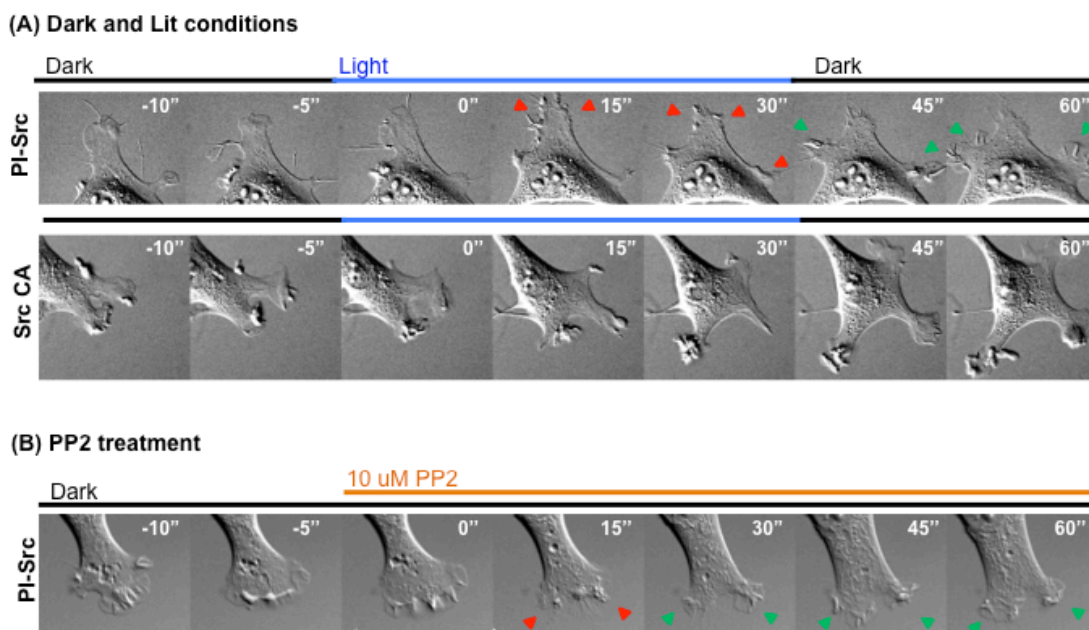 (A) Dark and Lit conditions
Dark Light Dark
PI-Src
-10’’ -5’’ 0’’ 15’’ 30’’ 45’’ 60’’
Src CA
-10’’ -5’’ 0’’ 15’’ 30’’ 45’’ 60’’
(B) PP2 treatment
10 uM PP2
Dark
PI-Src
-10’’ -5’’ 0’’ 15’’ 30’’ 45’’ 60’’